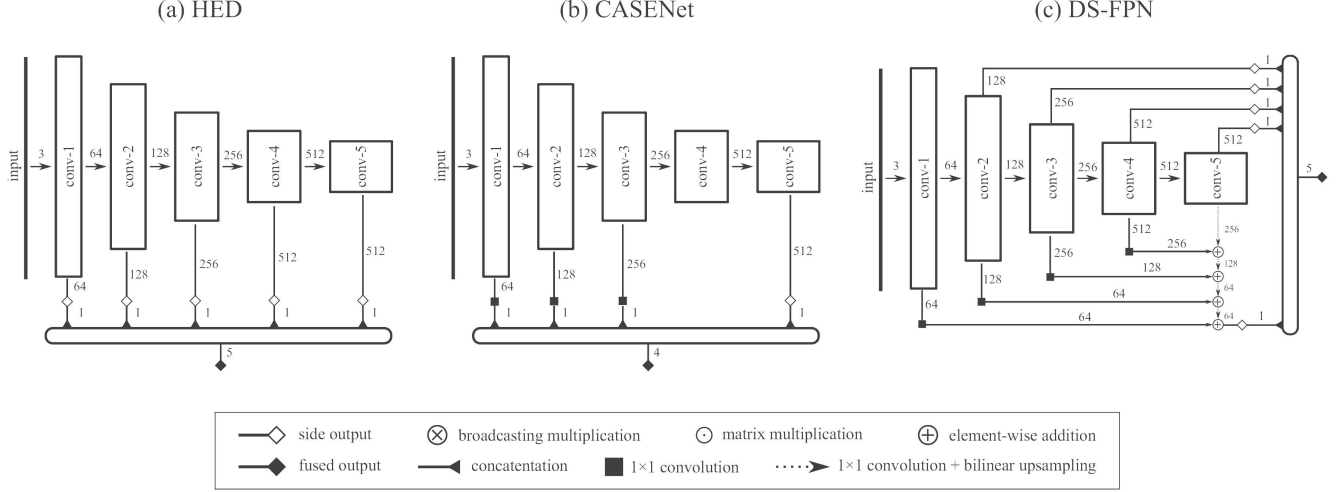 (a) HED
(b) CASENet
(c) DS-FPN
input
3
conv-1
64
conv-2
128
conv-3
256
conv-4
512
conv-5
64
128
256
512
512
1
1
1
1
1
5
input
3
conv-1
64
conv-2
128
conv-3
256
conv-4
512
conv-5
64
128
256
512
1
1
1
1
4
input
3
conv-1
64
conv-2
128
conv-3
256
conv-4
512
conv-5
128
1
256
1
512
1
512
1
5
512
256
256
256
128
128
128
64
64
64
64
64
1
side output
broadcasting multiplication
matrix multiplication
element-wise addition
fused output
concatentation
1×1 convolution
1×1 convolution + bilinear upsampling